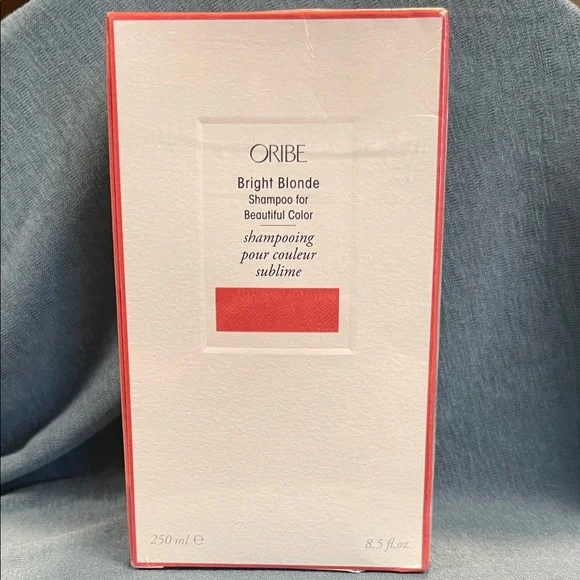 ORIBE
Bright Blonde
Shampoo for
Beautiful Color
shampooing
pour couleur
sublime
250 ml ℮ 8.5 fl.oz